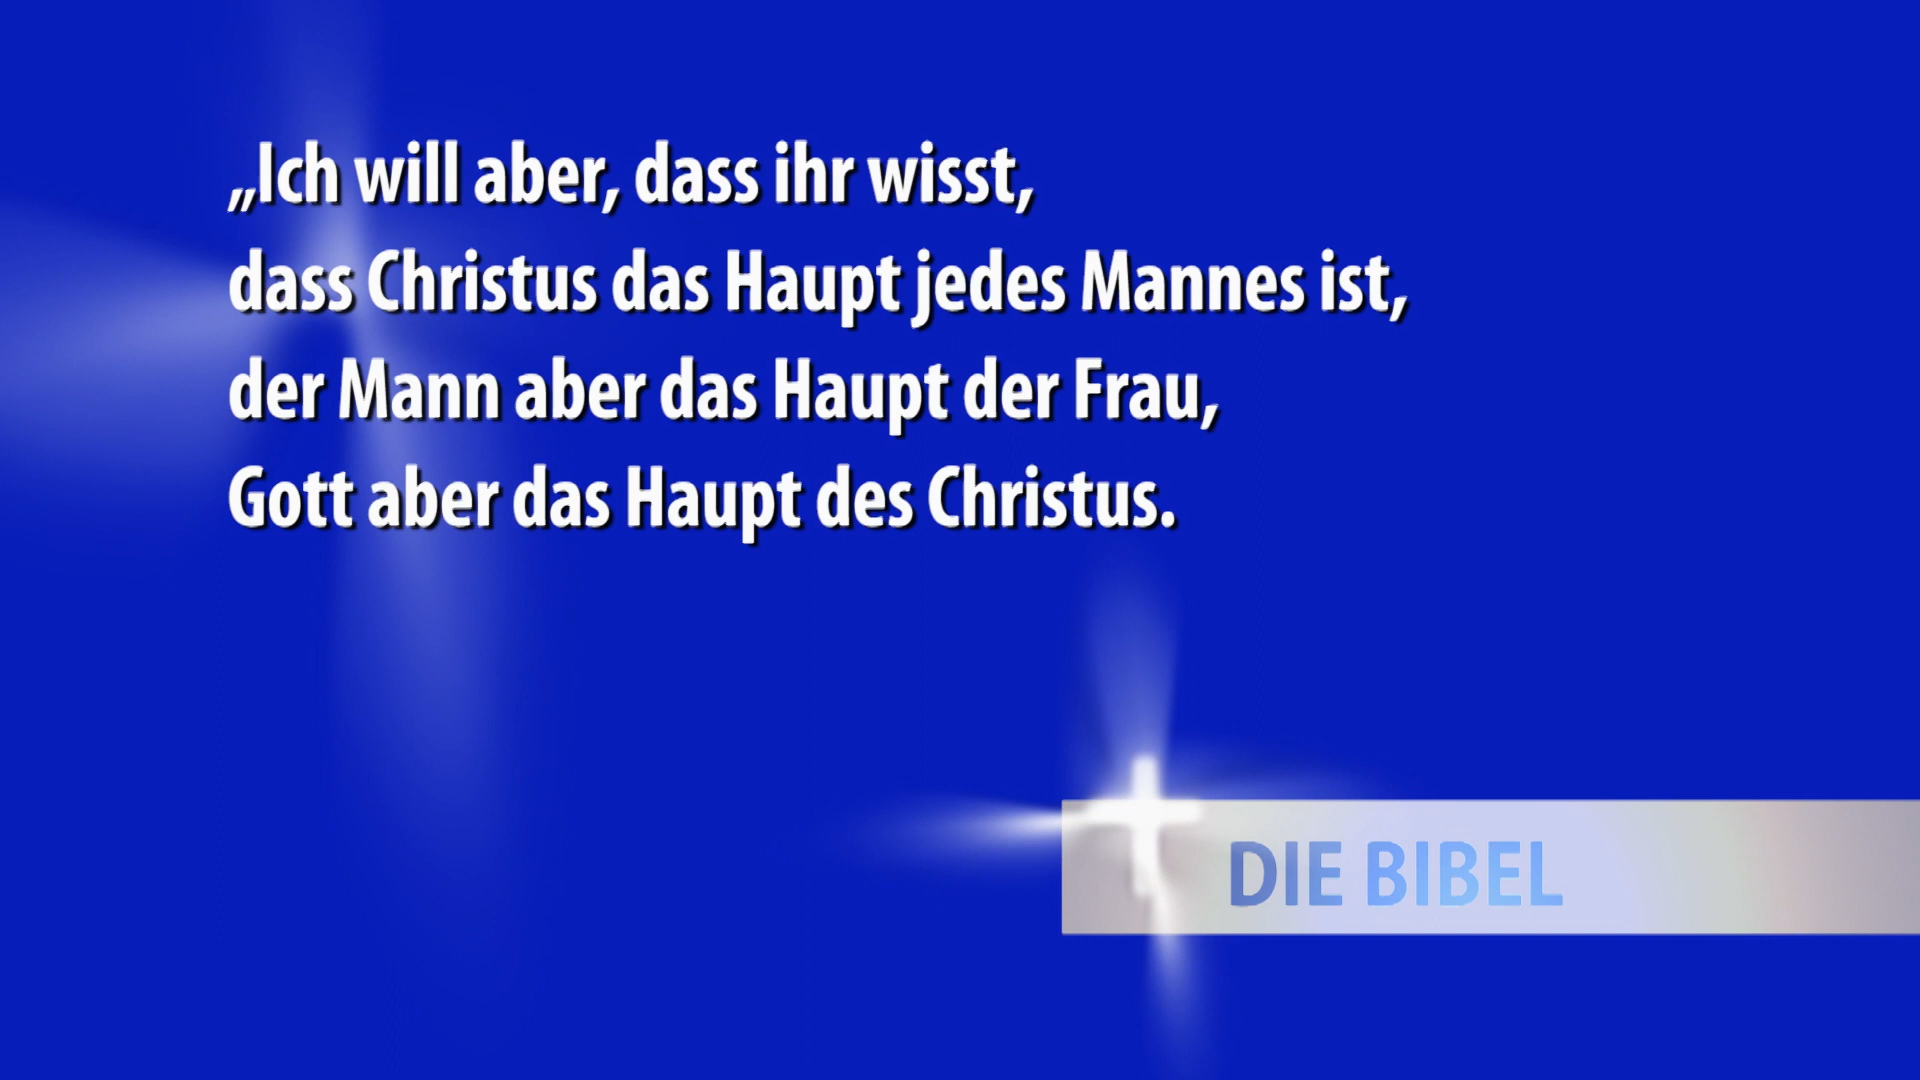 „Ich will aber, dass ihr wisst,
dass Christus das Haupt jedes Mannes ist,
der Mann aber das Haupt der Frau,
Gott aber das Haupt des Christus.
DIE BIBEL